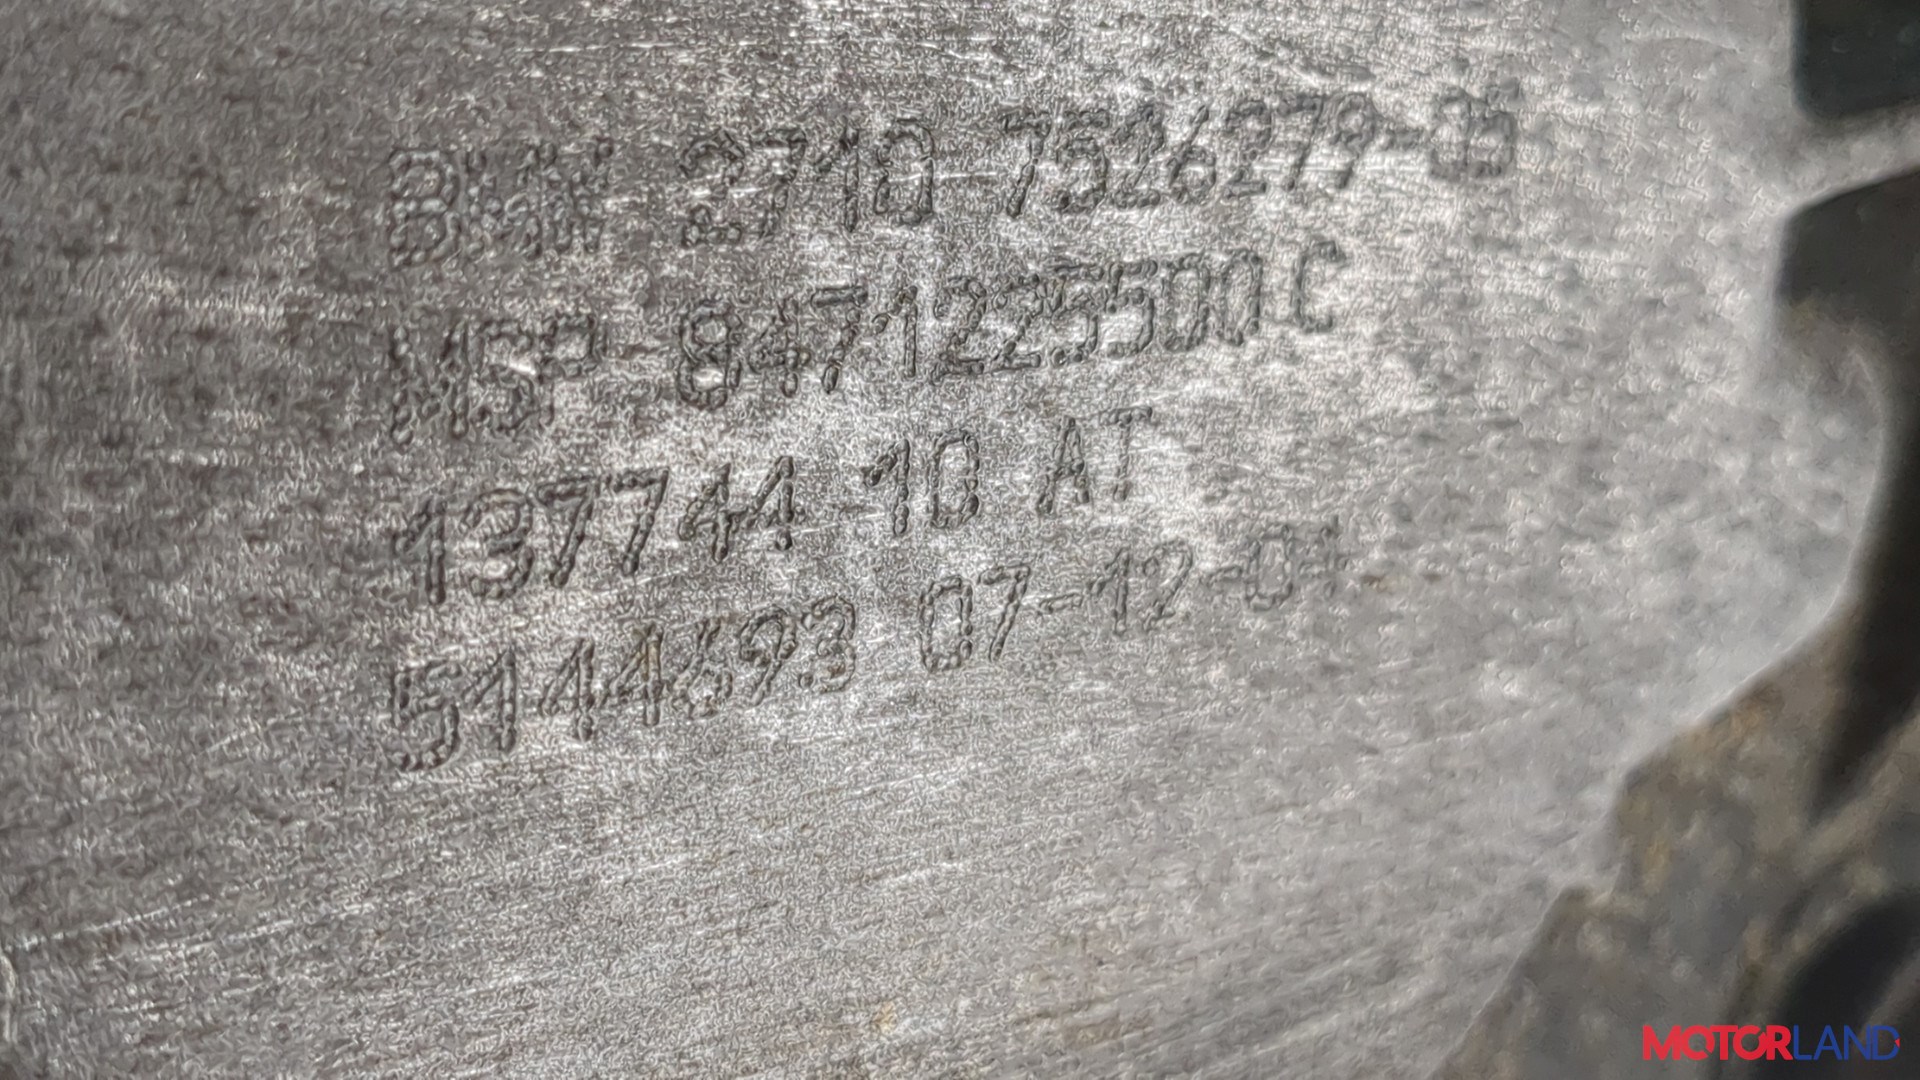 BMW 2710 7526279-05
MSP 8471225500 C
137744 10 AT
5144693 07-12-04
MOTORLAND